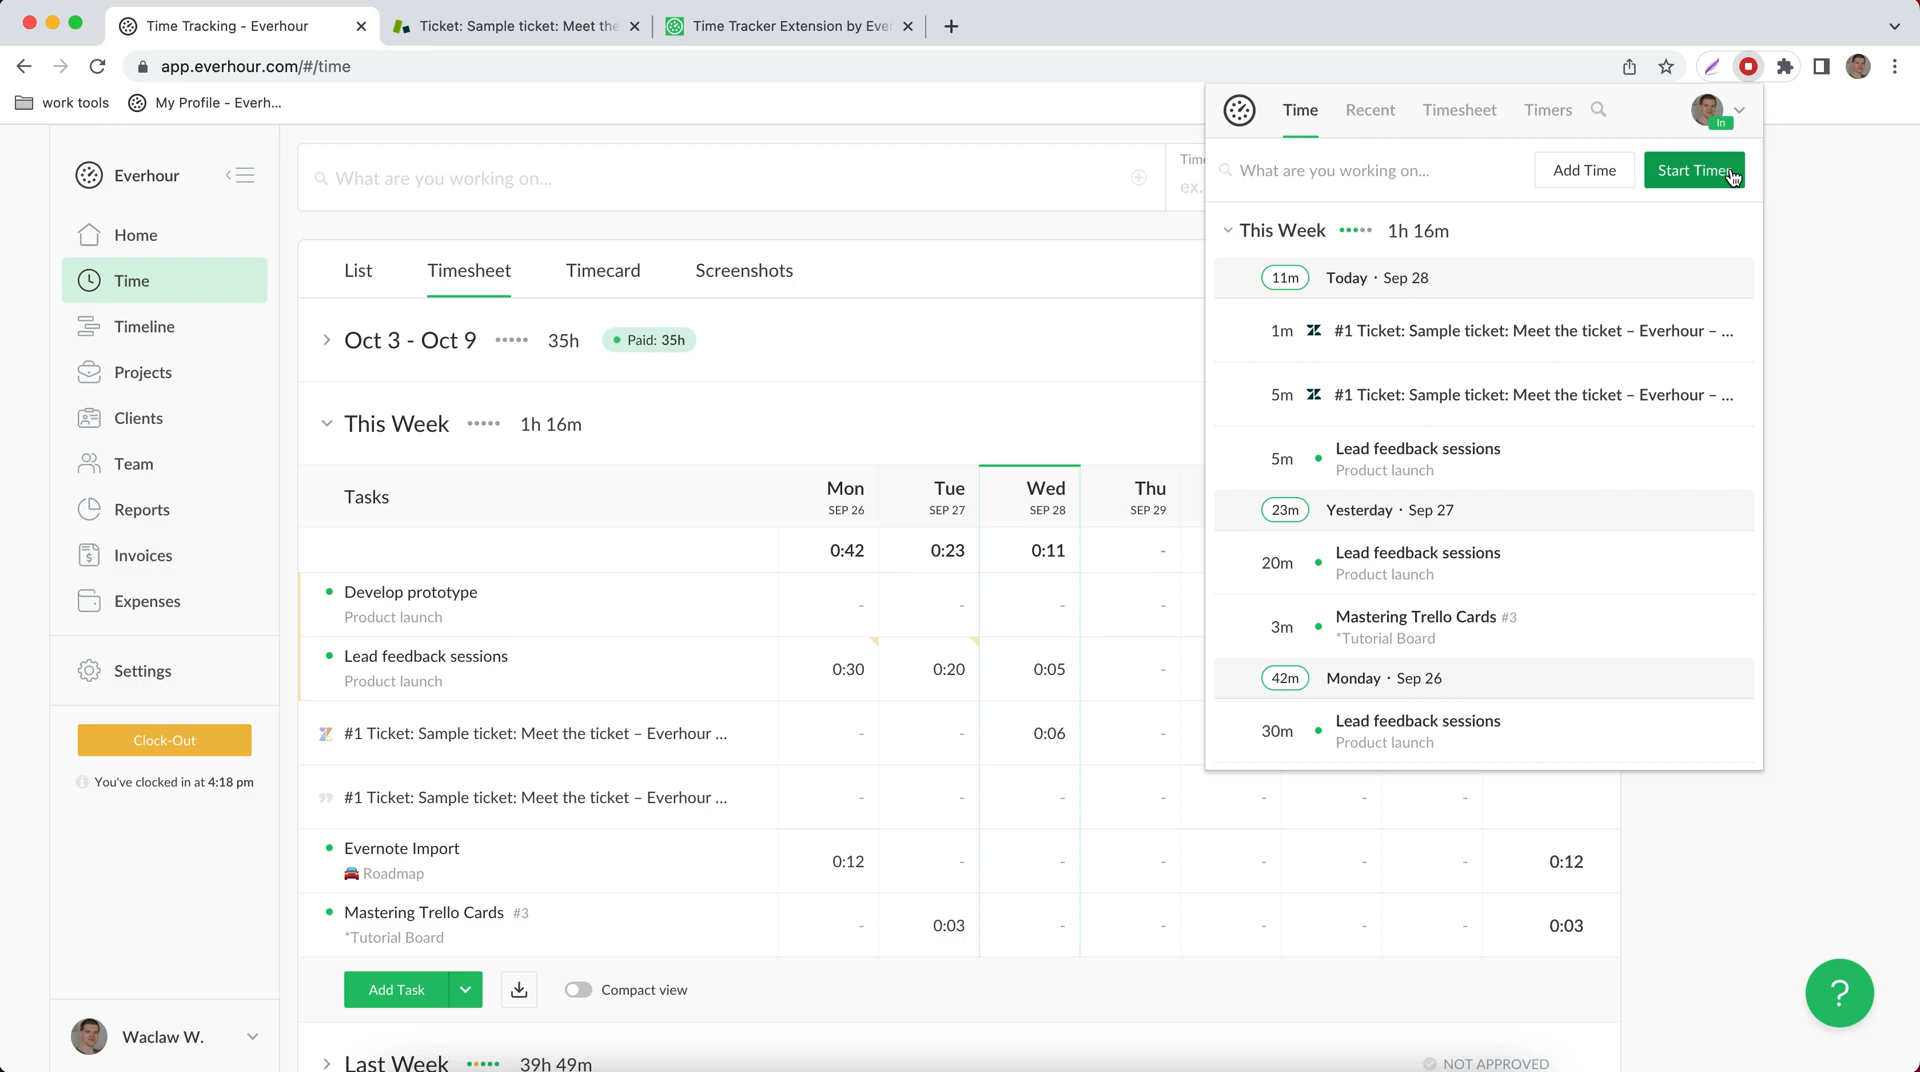 Time Tracking - Everhour
Ticket: Sample ticket: Meet the
Time Tracker Extension by Ever
app.everhour.com/#/time
work tools
My Profile - Everh...
Time
Recent
Timesheet
Timers
In
What are you working on...
Add Time
Start Timer
This Week
1h 16m
11m
Today · Sep 28
1m
#1 Ticket: Sample ticket: Meet the ticket – Everhour – ...
5m
#1 Ticket: Sample ticket: Meet the ticket – Everhour – ...
5m
Lead feedback sessions
Product launch
23m
Yesterday · Sep 27
20m
Lead feedback sessions
Product launch
3m
Mastering Trello Cards #3
*Tutorial Board
42m
Monday · Sep 26
30m
Lead feedback sessions
Product launch
Everhour
Home
Time
Timeline
Projects
Clients
Team
Reports
Invoices
Expenses
Settings
Clock-Out
You've clocked in at 4:18 pm
Waclaw W.
What are you working on...
Time
ex.
List
Timesheet
Timecard
Screenshots
Oct 3 - Oct 9
35h
Paid: 35h
This Week
1h 16m
Tasks
Mon
SEP 26
Tue
SEP 27
Wed
SEP 28
Thu
SEP 29
0:42
0:23
0:11
-
Develop prototype
Product launch
-
-
-
-
Lead feedback sessions
Product launch
0:30
0:20
0:05
-
#1 Ticket: Sample ticket: Meet the ticket – Everhour ...
-
-
0:06
-
#1 Ticket: Sample ticket: Meet the ticket – Everhour ...
-
-
-
-
-
-
-
Evernote Import
Roadmap
0:12
-
-
-
-
-
-
0:12
Mastering Trello Cards #3
*Tutorial Board
-
0:03
-
-
-
-
-
0:03
Add Task
Compact view
Last Week
39h 49m
NOT APPROVED
?